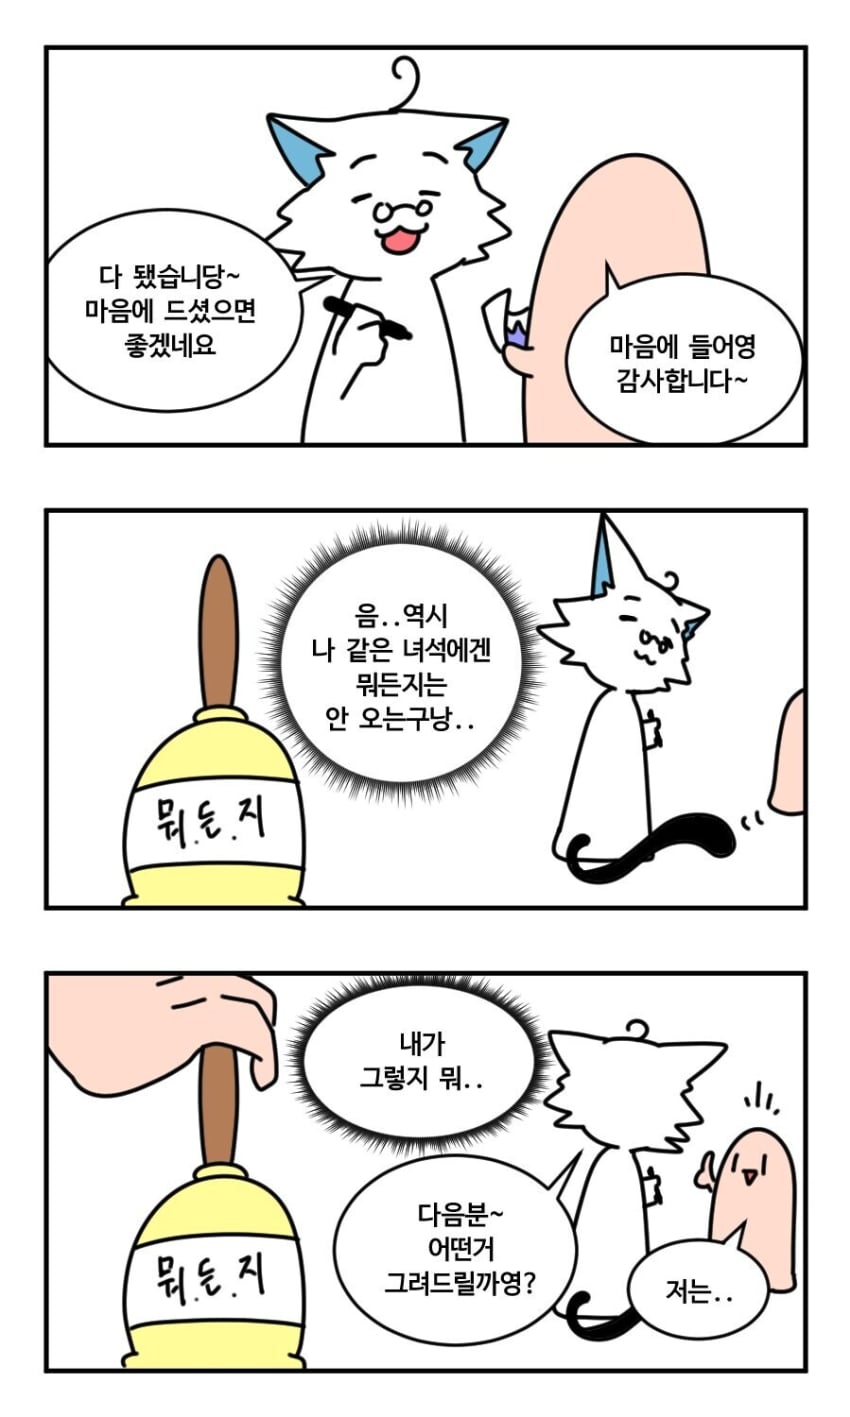 다 됐습니당~
마음에 드셨으면
좋겠네요
마음에 들어영
감사합니다~
음..역시
나 같은 녀석에겐
뭐든지는
안 오는구낭..
뭐.든.지
내가
그렇지 뭐..
다음분~
어떤거
그려드릴까영?
저는..
뭐.든.지